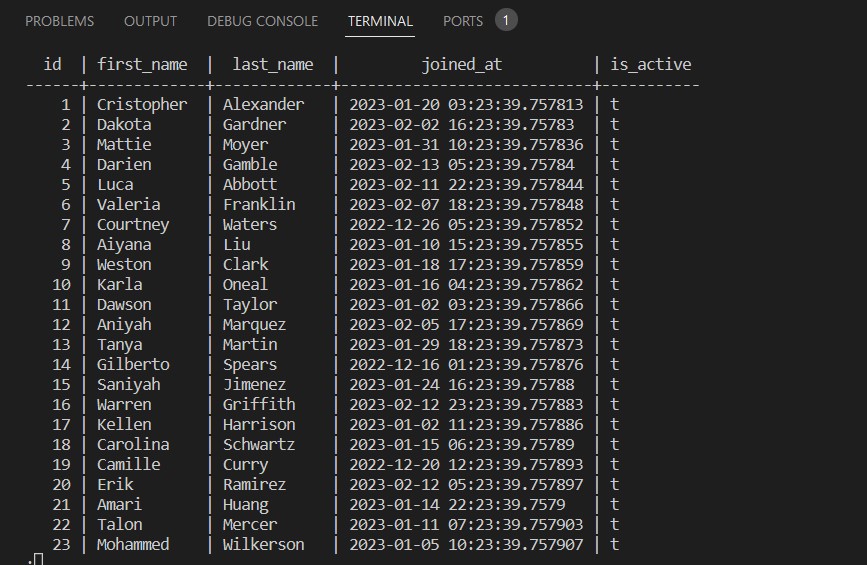 PROBLEMS OUTPUT DEBUG CONSOLE TERMINAL PORTS 1
id | first_name | last_name | joined_at | is_active
------+-------------+-------------+----------------------------+-----------
1 | Cristopher | Alexander | 2023-01-20 03:23:39.757813 | t
2 | Dakota | Gardner | 2023-02-02 16:23:39.75783 | t
3 | Mattie | Moyer | 2023-01-31 10:23:39.757836 | t
4 | Darien | Gamble | 2023-02-13 05:23:39.75784 | t
5 | Luca | Abbott | 2023-02-11 22:23:39.757844 | t
6 | Valeria | Franklin | 2023-02-07 18:23:39.757848 | t
7 | Courtney | Waters | 2022-12-26 05:23:39.757852 | t
8 | Aiyana | Liu | 2023-01-10 15:23:39.757855 | t
9 | Weston | Clark | 2023-01-18 17:23:39.757859 | t
10 | Karla | Oneal | 2023-01-16 04:23:39.757862 | t
11 | Dawson | Taylor | 2023-01-02 03:23:39.757866 | t
12 | Aniyah | Marquez | 2023-02-05 17:23:39.757869 | t
13 | Tanya | Martin | 2023-01-29 18:23:39.757873 | t
14 | Gilberto | Spears | 2022-12-16 01:23:39.757876 | t
15 | Saniyah | Jimenez | 2023-01-24 16:23:39.75788 | t
16 | Warren | Griffith | 2023-02-12 23:23:39.757883 | t
17 | Kellen | Harrison | 2023-01-02 11:23:39.757886 | t
18 | Carolina | Schwartz | 2023-01-15 06:23:39.75789 | t
19 | Camille | Curry | 2022-12-20 12:23:39.757893 | t
20 | Erik | Ramirez | 2023-02-12 05:23:39.757897 | t
21 | Amari | Huang | 2023-01-14 22:23:39.7579 | t
22 | Talon | Mercer | 2023-01-11 07:23:39.757903 | t
23 | Mohammed | Wilkerson | 2023-01-05 10:23:39.757907 | t